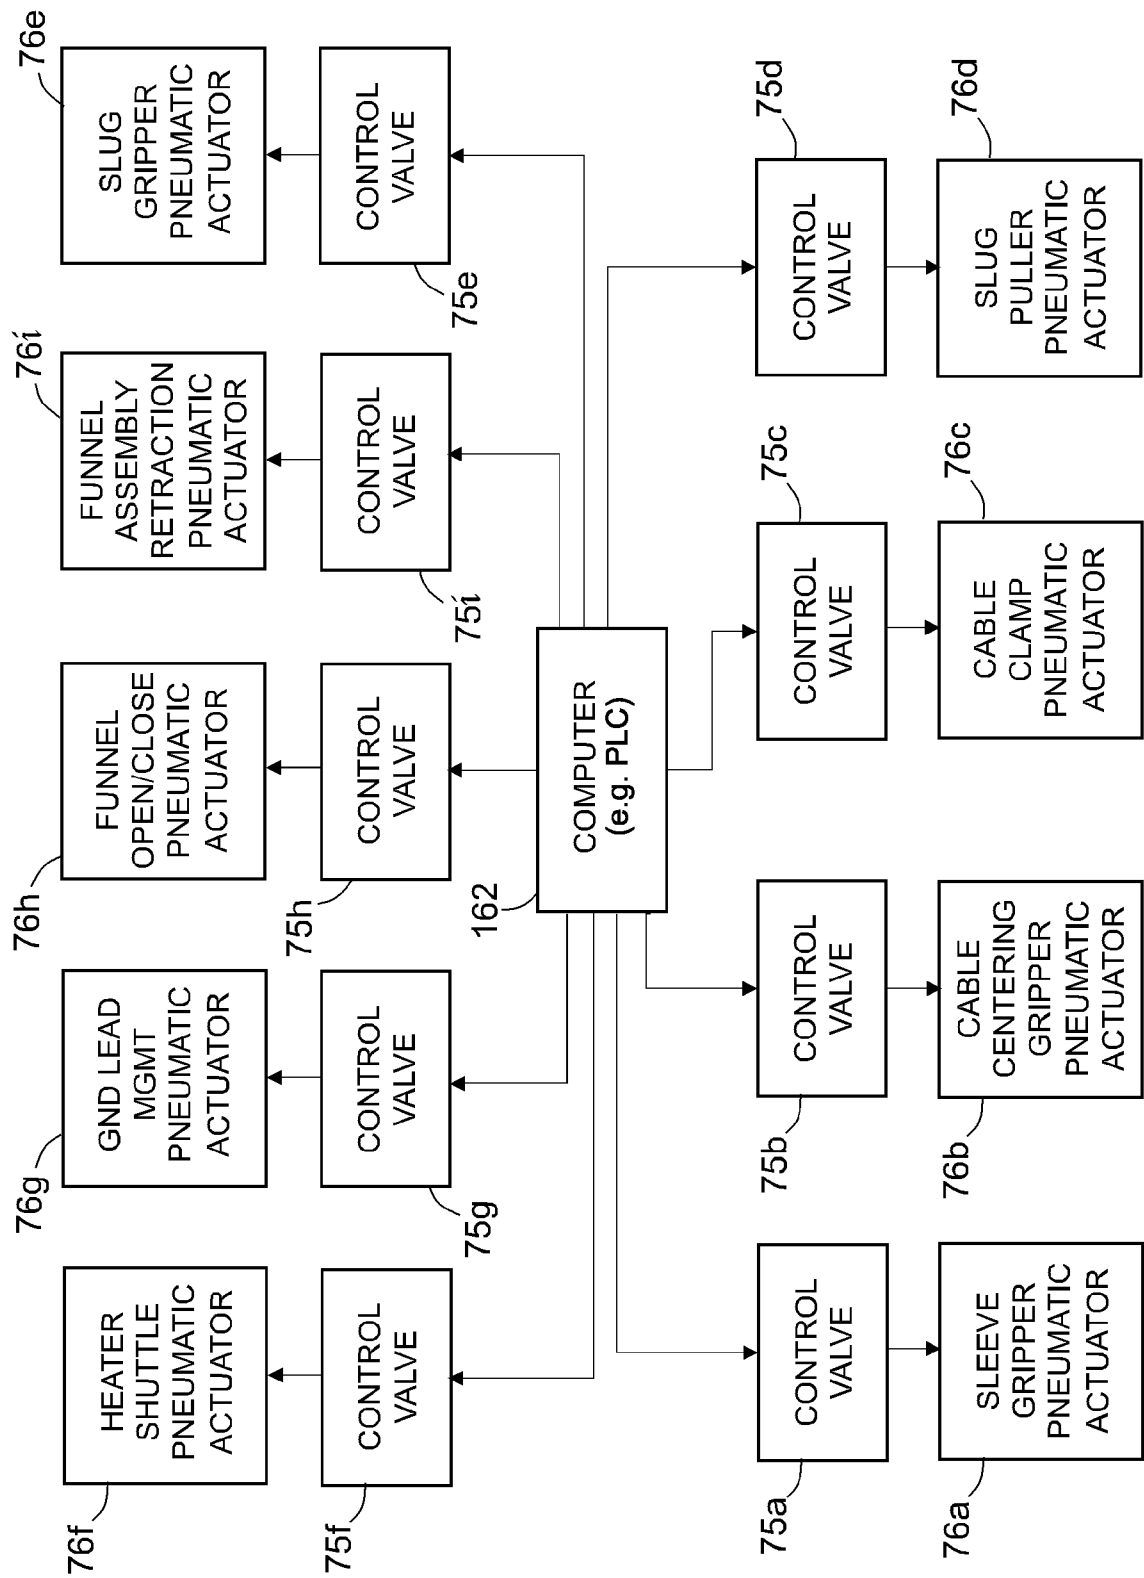 76f
HEATER
SHUTTLE
PNEUMATIC
ACTUATOR
76g
GND LEAD
MGMT
PNEUMATIC
ACTUATOR
76h
FUNNEL
OPEN/CLOSE
PNEUMATIC
ACTUATOR
76i
FUNNEL
ASSEMBLY
RETRACTION
PNEUMATIC
ACTUATOR
76e
SLUG
GRIPPER
PNEUMATIC
ACTUATOR
75f
CONTROL
VALVE
75g
CONTROL
VALVE
75h
CONTROL
VALVE
75i
CONTROL
VALVE
75e
CONTROL
VALVE
162
COMPUTER
(e.g. PLC)
75a
CONTROL
VALVE
75b
CONTROL
VALVE
75c
CONTROL
VALVE
75d
CONTROL
VALVE
76a
SLEEVE
GRIPPER
PNEUMATIC
ACTUATOR
76b
CABLE
CENTERING
GRIPPER
PNEUMATIC
ACTUATOR
76c
CABLE
CLAMP
PNEUMATIC
ACTUATOR
76d
SLUG
PULLER
PNEUMATIC
ACTUATOR